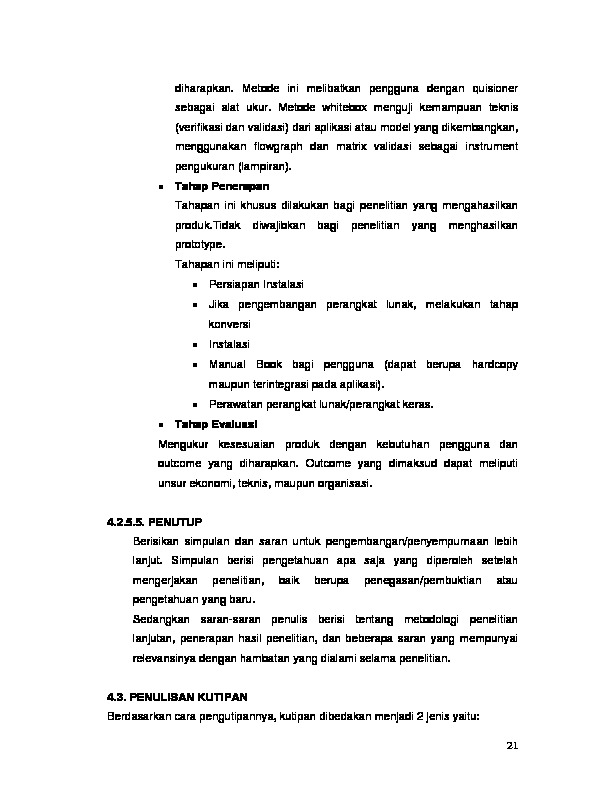 diharapkan. Metode ini melibatkan pengguna dengan quisioner
sebagai alat ukur. Metode whitebox menguji kemampuan teknis
(verifikasi dan validasi) dari aplikasi atau model yang dikembangkan,
menggunakan flowgraph dan matrix validasi sebagai instrument
pengukuran (lampiran).
• Tahap Penerapan
Tahapan ini khusus dilakukan bagi penelitian yang mengahasilkan
produk.Tidak diwajibkan bagi penelitian yang menghasilkan
prototype.
Tahapan ini meliputi:
• Persiapan Instalasi
• Jika pengembangan perangkat lunak, melakukan tahap
konversi
• Instalasi
• Manual Book bagi pengguna (dapat berupa hardcopy
maupun terintegrasi pada aplikasi).
• Perawatan perangkat lunak/perangkat keras.
• Tahap Evaluasi
Mengukur kesesuaian produk dengan kebutuhan pengguna dan
outcome yang diharapkan. Outcome yang dimaksud dapat meliputi
unsur ekonomi, teknis, maupun organisasi.
4.2.5.5. PENUTUP
Berisikan simpulan dan saran untuk pengembangan/penyempurnaan lebih
lanjut. Simpulan berisi pengetahuan apa saja yang diperoleh setelah
mengerjakan penelitian, baik berupa penegasan/pembuktian atau
pengetahuan yang baru.
Sedangkan saran-saran penulis berisi tentang metodologi penelitian
lanjutan, penerapan hasil penelitian, dan beberapa saran yang mempunyai
relevansinya dengan hambatan yang dialami selama penelitian.
4.3. PENULISAN KUTIPAN
Berdasarkan cara pengutipannya, kutipan dibedakan menjadi 2 jenis yaitu:
21